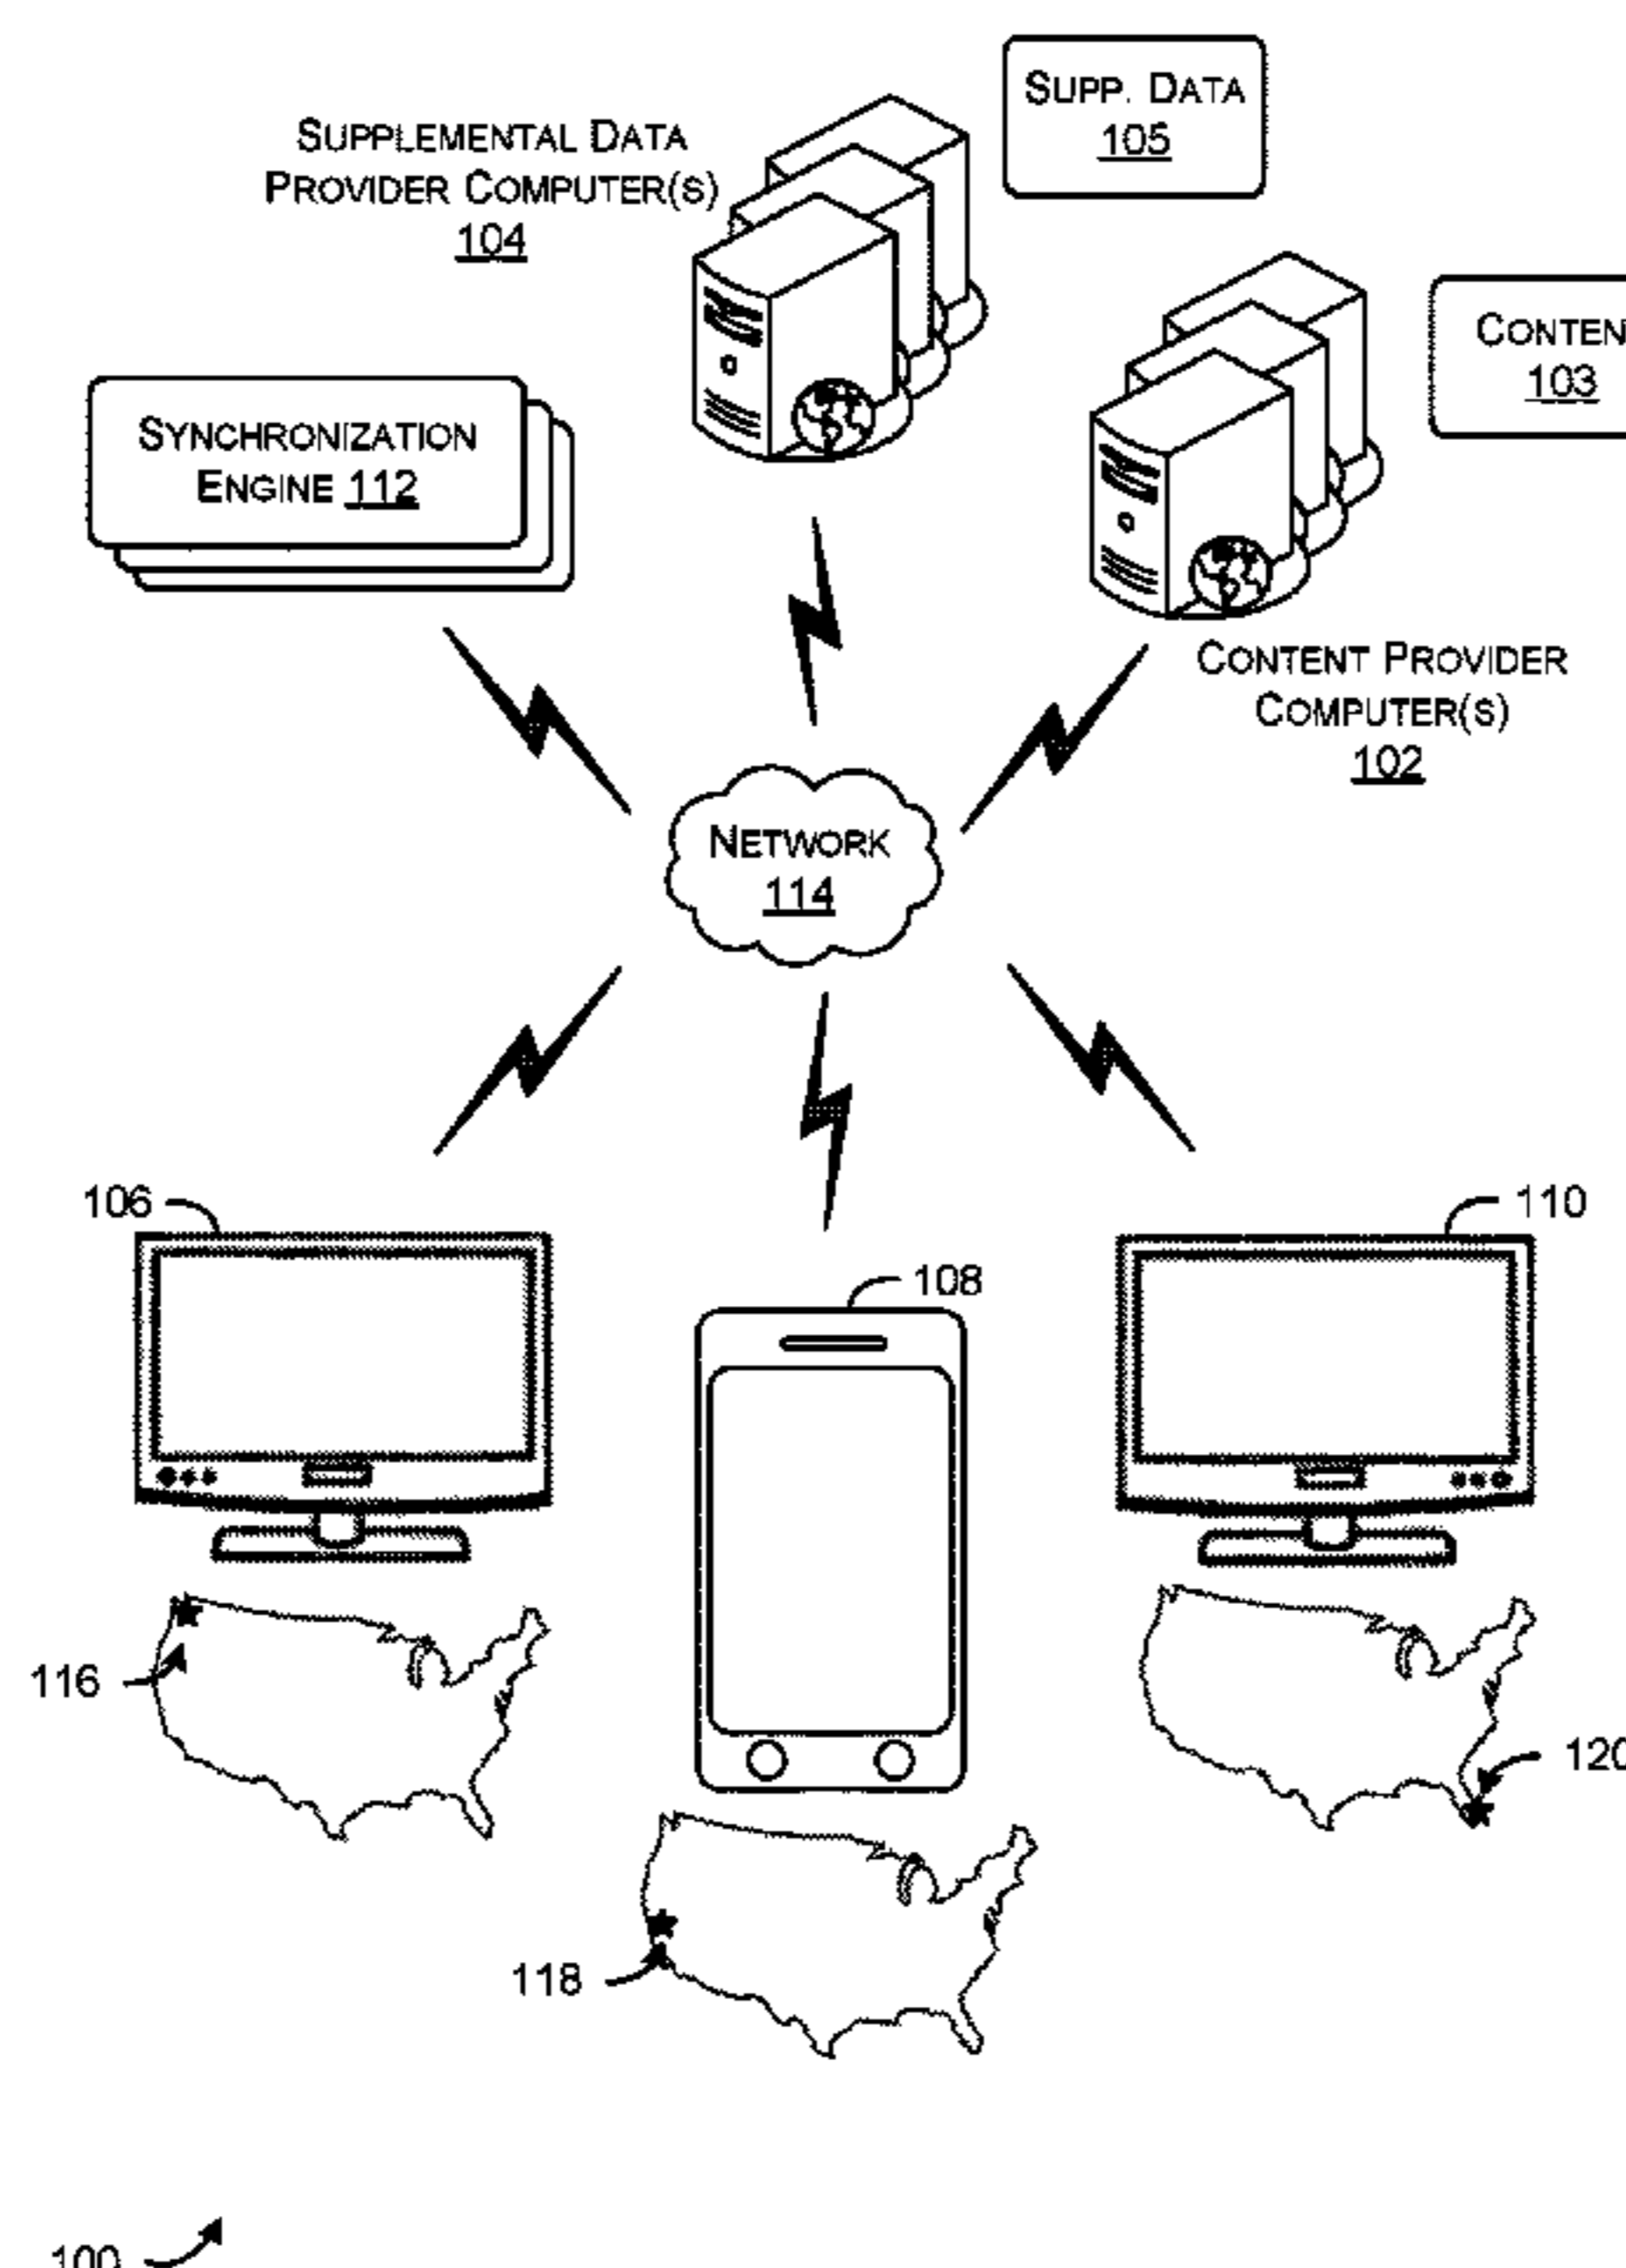 SUPP. DATA
105
SUPPLEMENTAL DATA
PROVIDER COMPUTER(S)
104
CONTEN
103
SYNCHRONIZATION
ENGINE 112
CONTENT PROVIDER
COMPUTER(S)
102
NETWORK
114
106
110
108
116
120
118
100